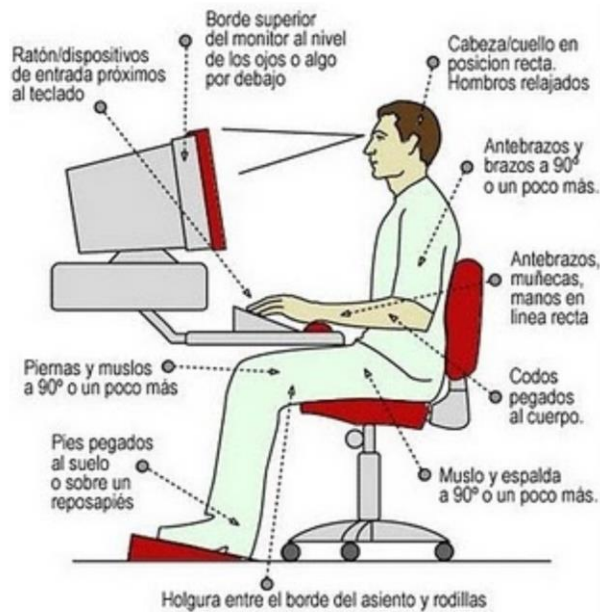 Borde superior
del monitor al nivel
de los ojos o algo
por debajo
Ratón/dispositivos
de entrada próximos
al teclado
Cabeza/cuello en
posicion recta.
Hombros relajados
Antebrazos y
brazos a 90º
o un poco más.
Antebrazos,
muñecas,
manos en
linea recta
Codos
pegados
al cuerpo.
Muslo y espalda
a 90º o un poco más.
Piernas y muslos
a 90º o un poco más
Pies pegados
al suelo
o sobre un
reposapiés
Holgura entre el borde del asiento y rodillas